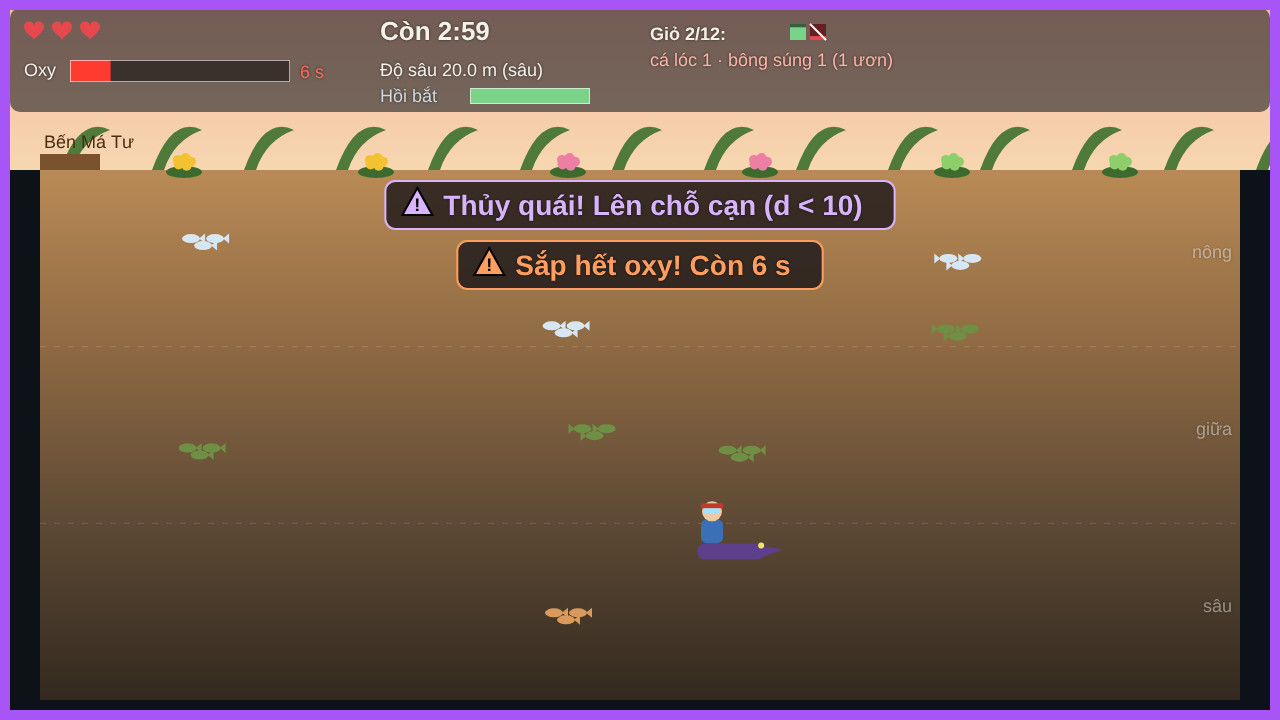 Oxy
6 s
Còn 2:59
Độ sâu 20.0 m (sâu)
Hồi bắt
Giỏ 2/12:
cá lóc 1 · bông súng 1 (1 ươn)
Bến Má Tư
! Thủy quái! Lên chỗ cạn (d < 10)
! Sắp hết oxy! Còn 6 s
nông
giữa
sâu